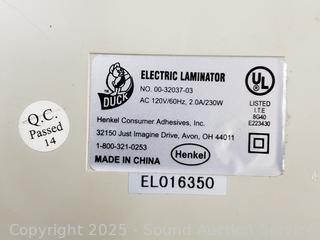 ELECTRIC LAMINATOR
NO. 00-32037-03
AC 120V/60Hz, 2.0A/230W
DUCK
TM
Henkel Consumer Adhesives, Inc.
32150 Just Imagine Drive, Avon, OH 44011
1-800-321-0253
MADE IN CHINA
Henkel
UL
LISTED
I.T.E
8G40
E223430
Q.C.
Passed
14
EL016350
Copyright 2025 - Sound Auction Service